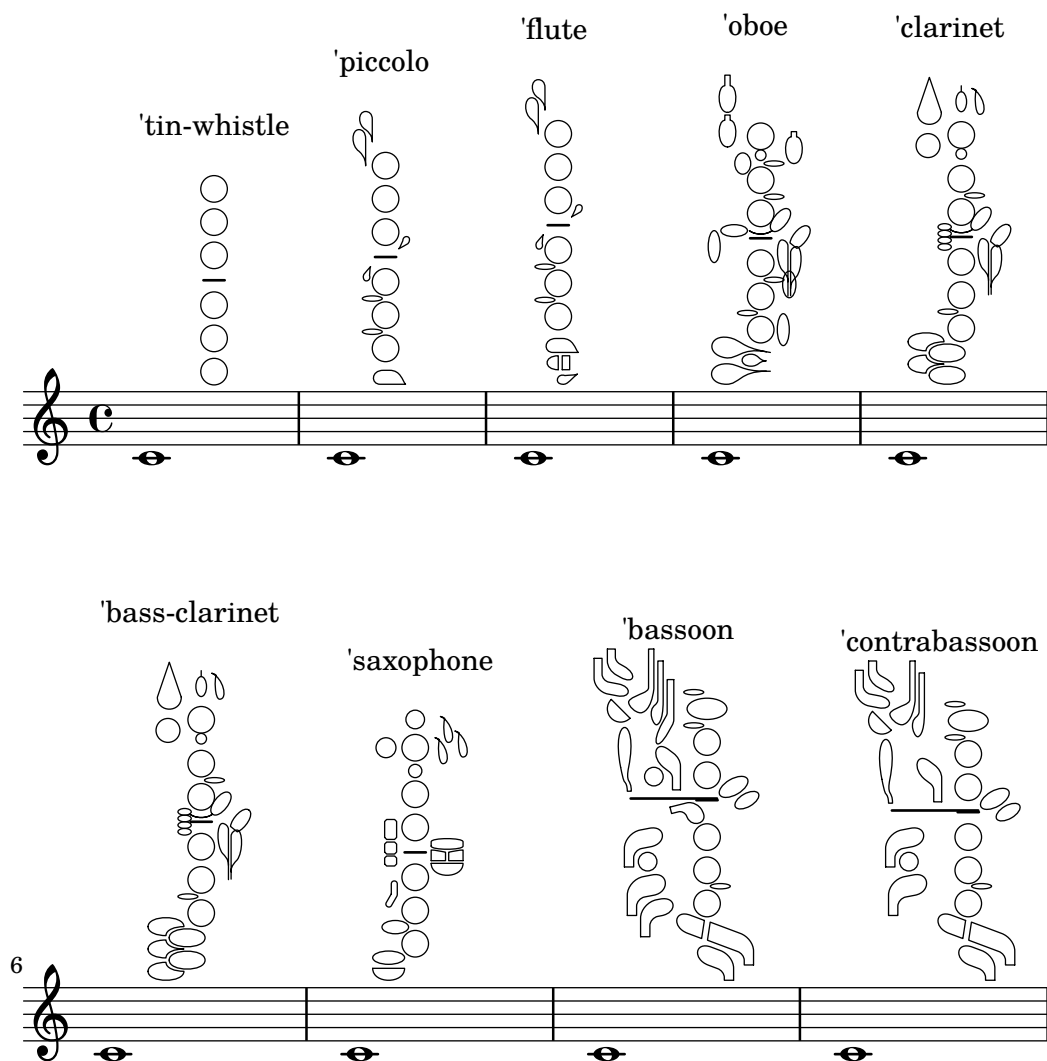 'tin-whistle
'piccolo
'flute
'oboe
'clarinet
'bass-clarinet
'saxophone
'bassoon
'contrabassoon
6